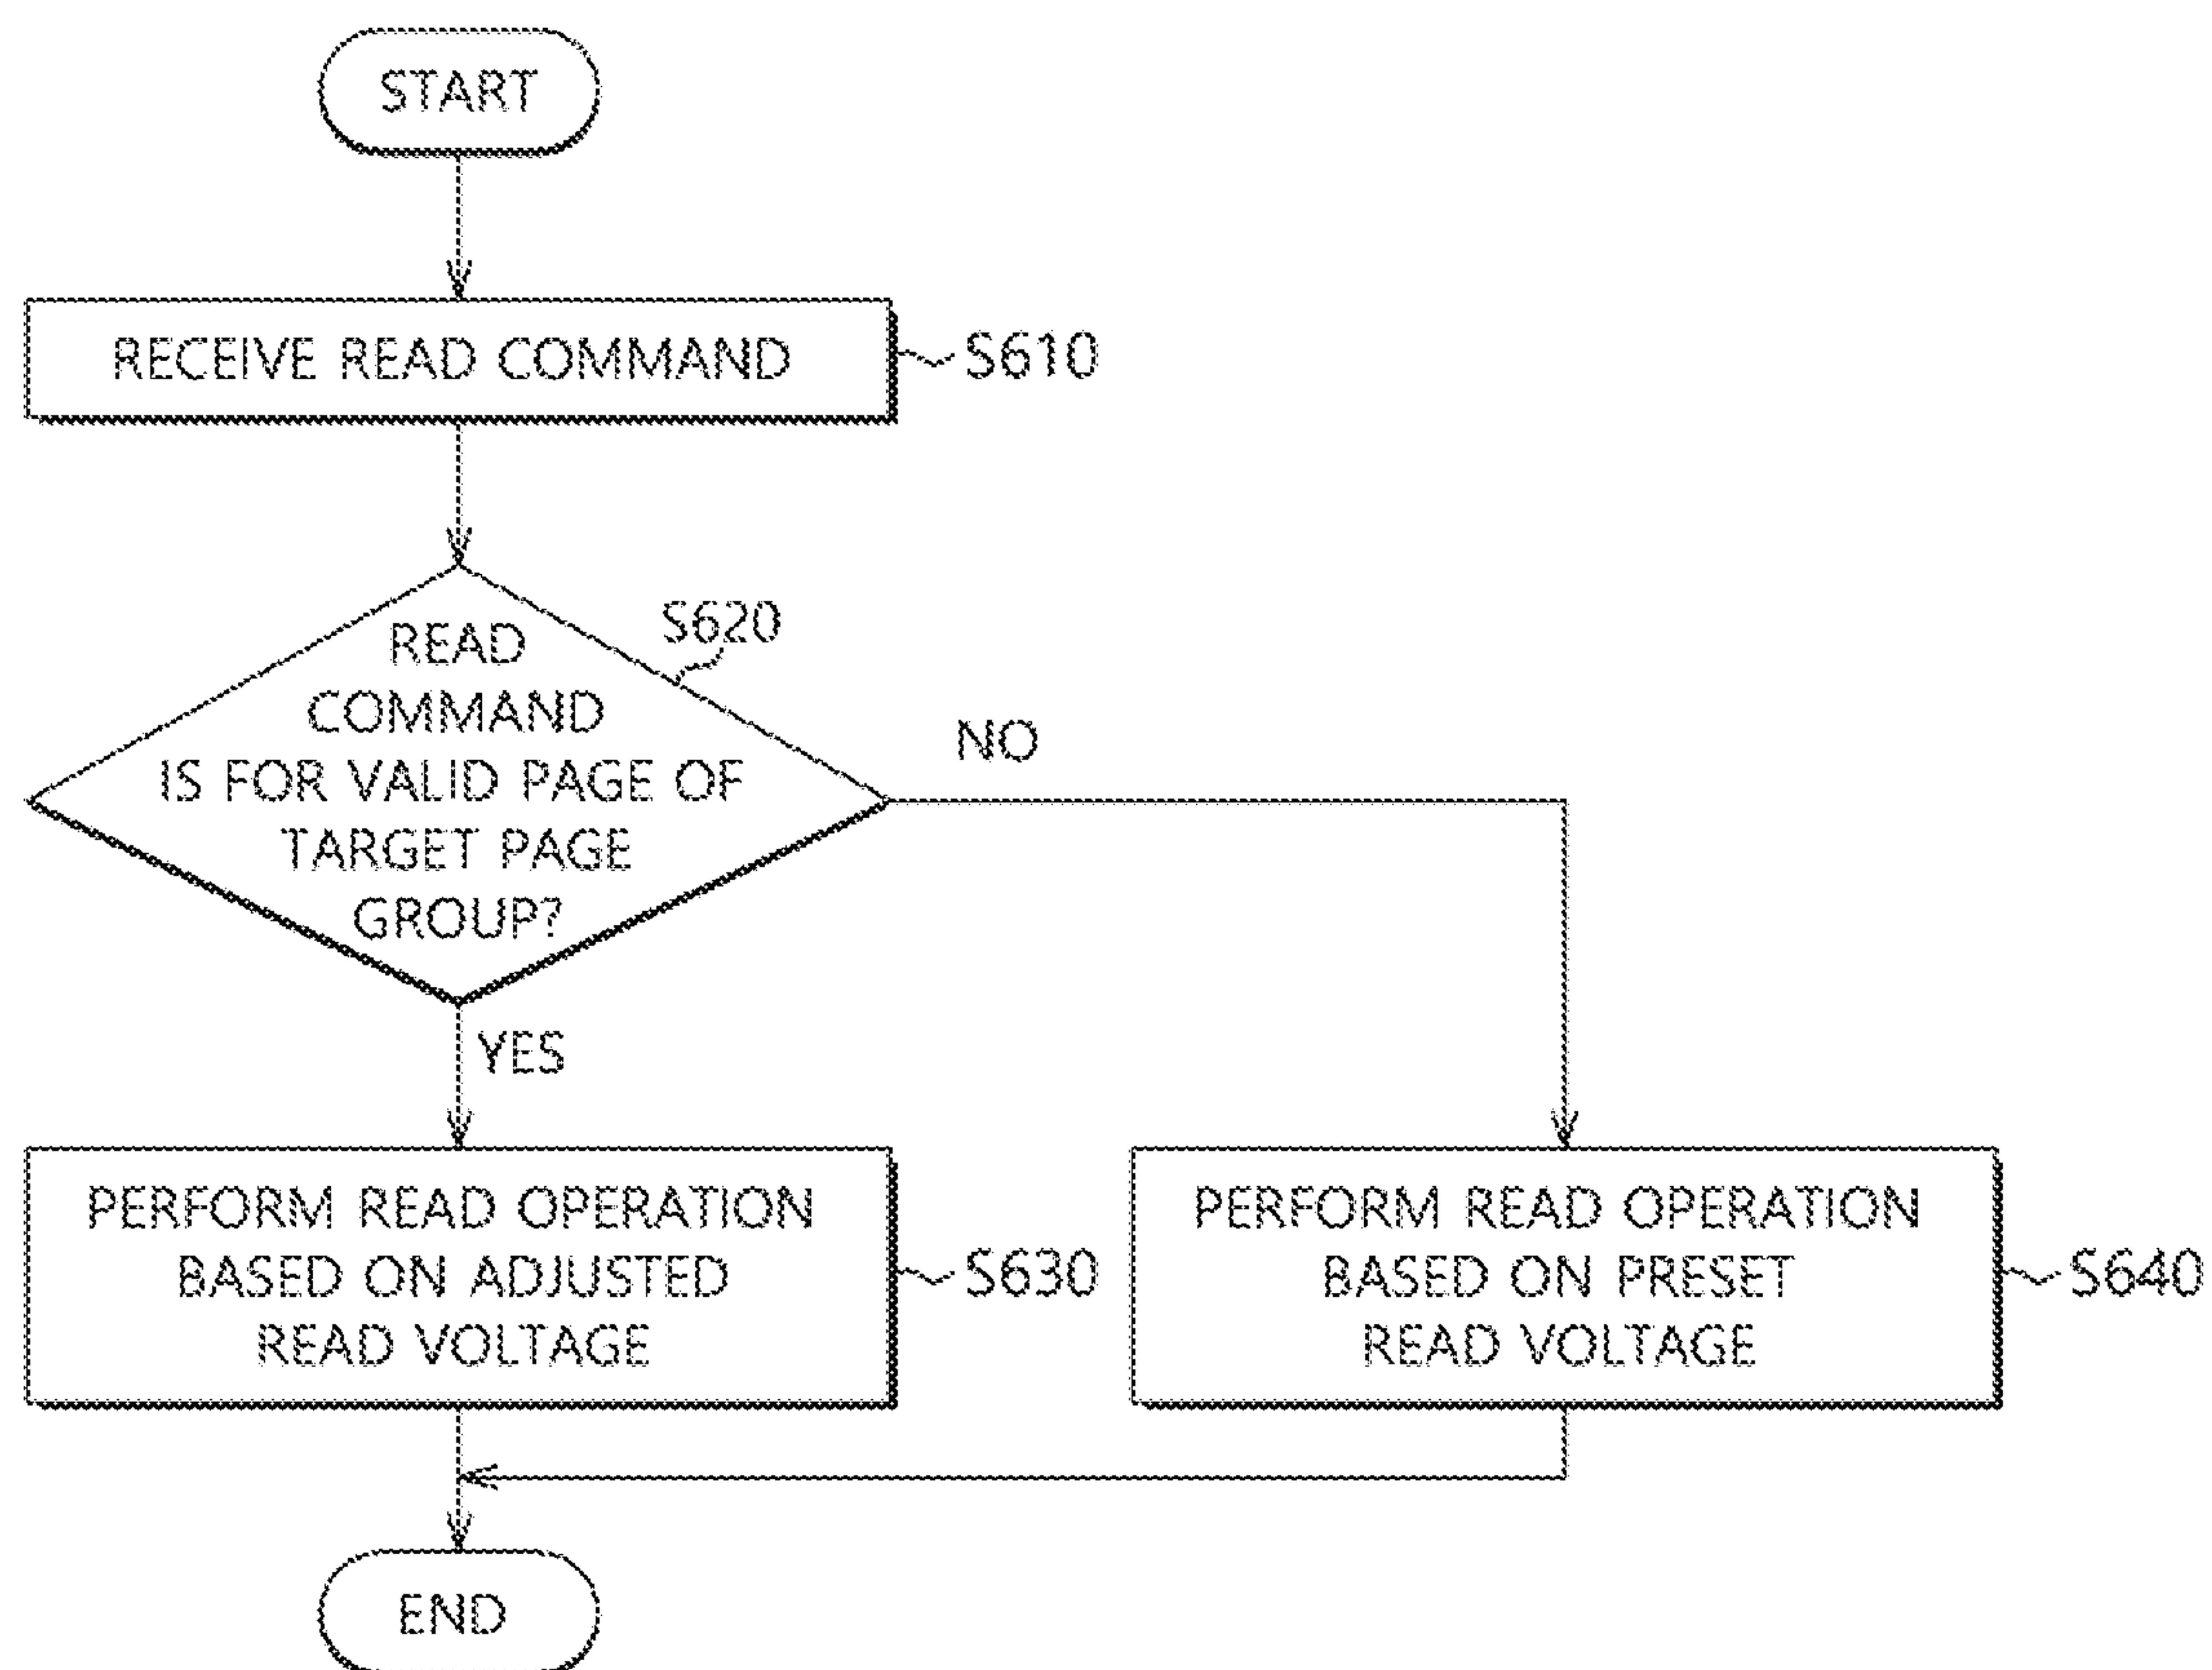 START
RECEIVE READ COMMAND
S610
READ
COMMAND
IS FOR VALID PAGE OF
TARGET PAGE
GROUP?
S620
NO
YES
PERFORM READ OPERATION
BASED ON ADJUSTED
READ VOLTAGE
S630
PERFORM READ OPERATION
BASED ON PRESET
READ VOLTAGE
S640
END